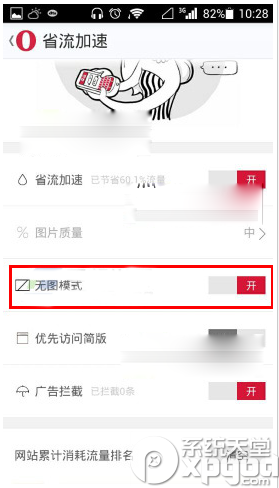 3G 82% 10:28
省流加速
省流加速 已节省60.1%流量 开
图片质量 中
无图模式 开
优先访问简版
广告拦截 已拦截0条 开
网站累计消耗流量排名
系统天堂